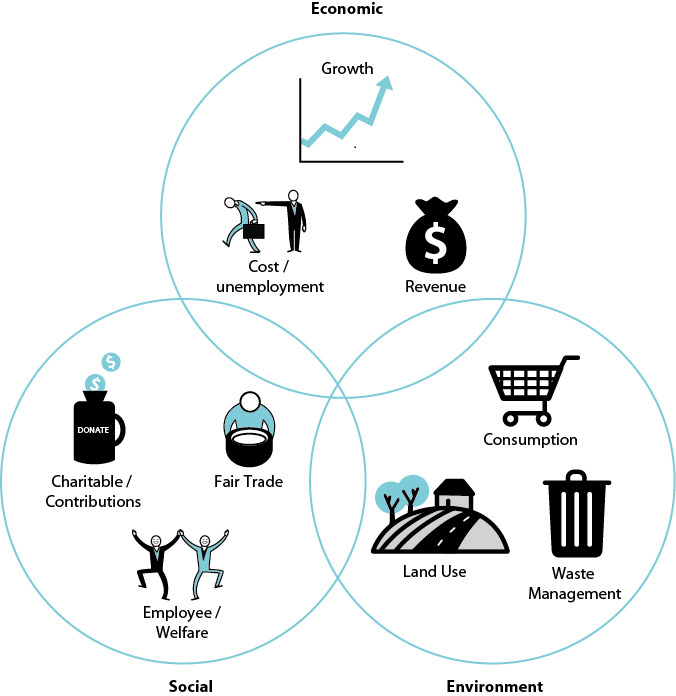 Economic
Growth
Cost /
unemployment
$
Revenue
$
$
DONATE
Charitable /
Contributions
Fair Trade
Employee /
Welfare
Consumption
Land Use
Waste
Management
Social
Environment